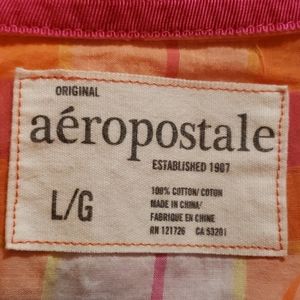 ORIGINAL
aéropostale
ESTABLISHED 1987
L/G
100% COTTON/COTON
MADE IN CHINA/
FABRIQUE EN CHINE
RN 121726 CA 53201